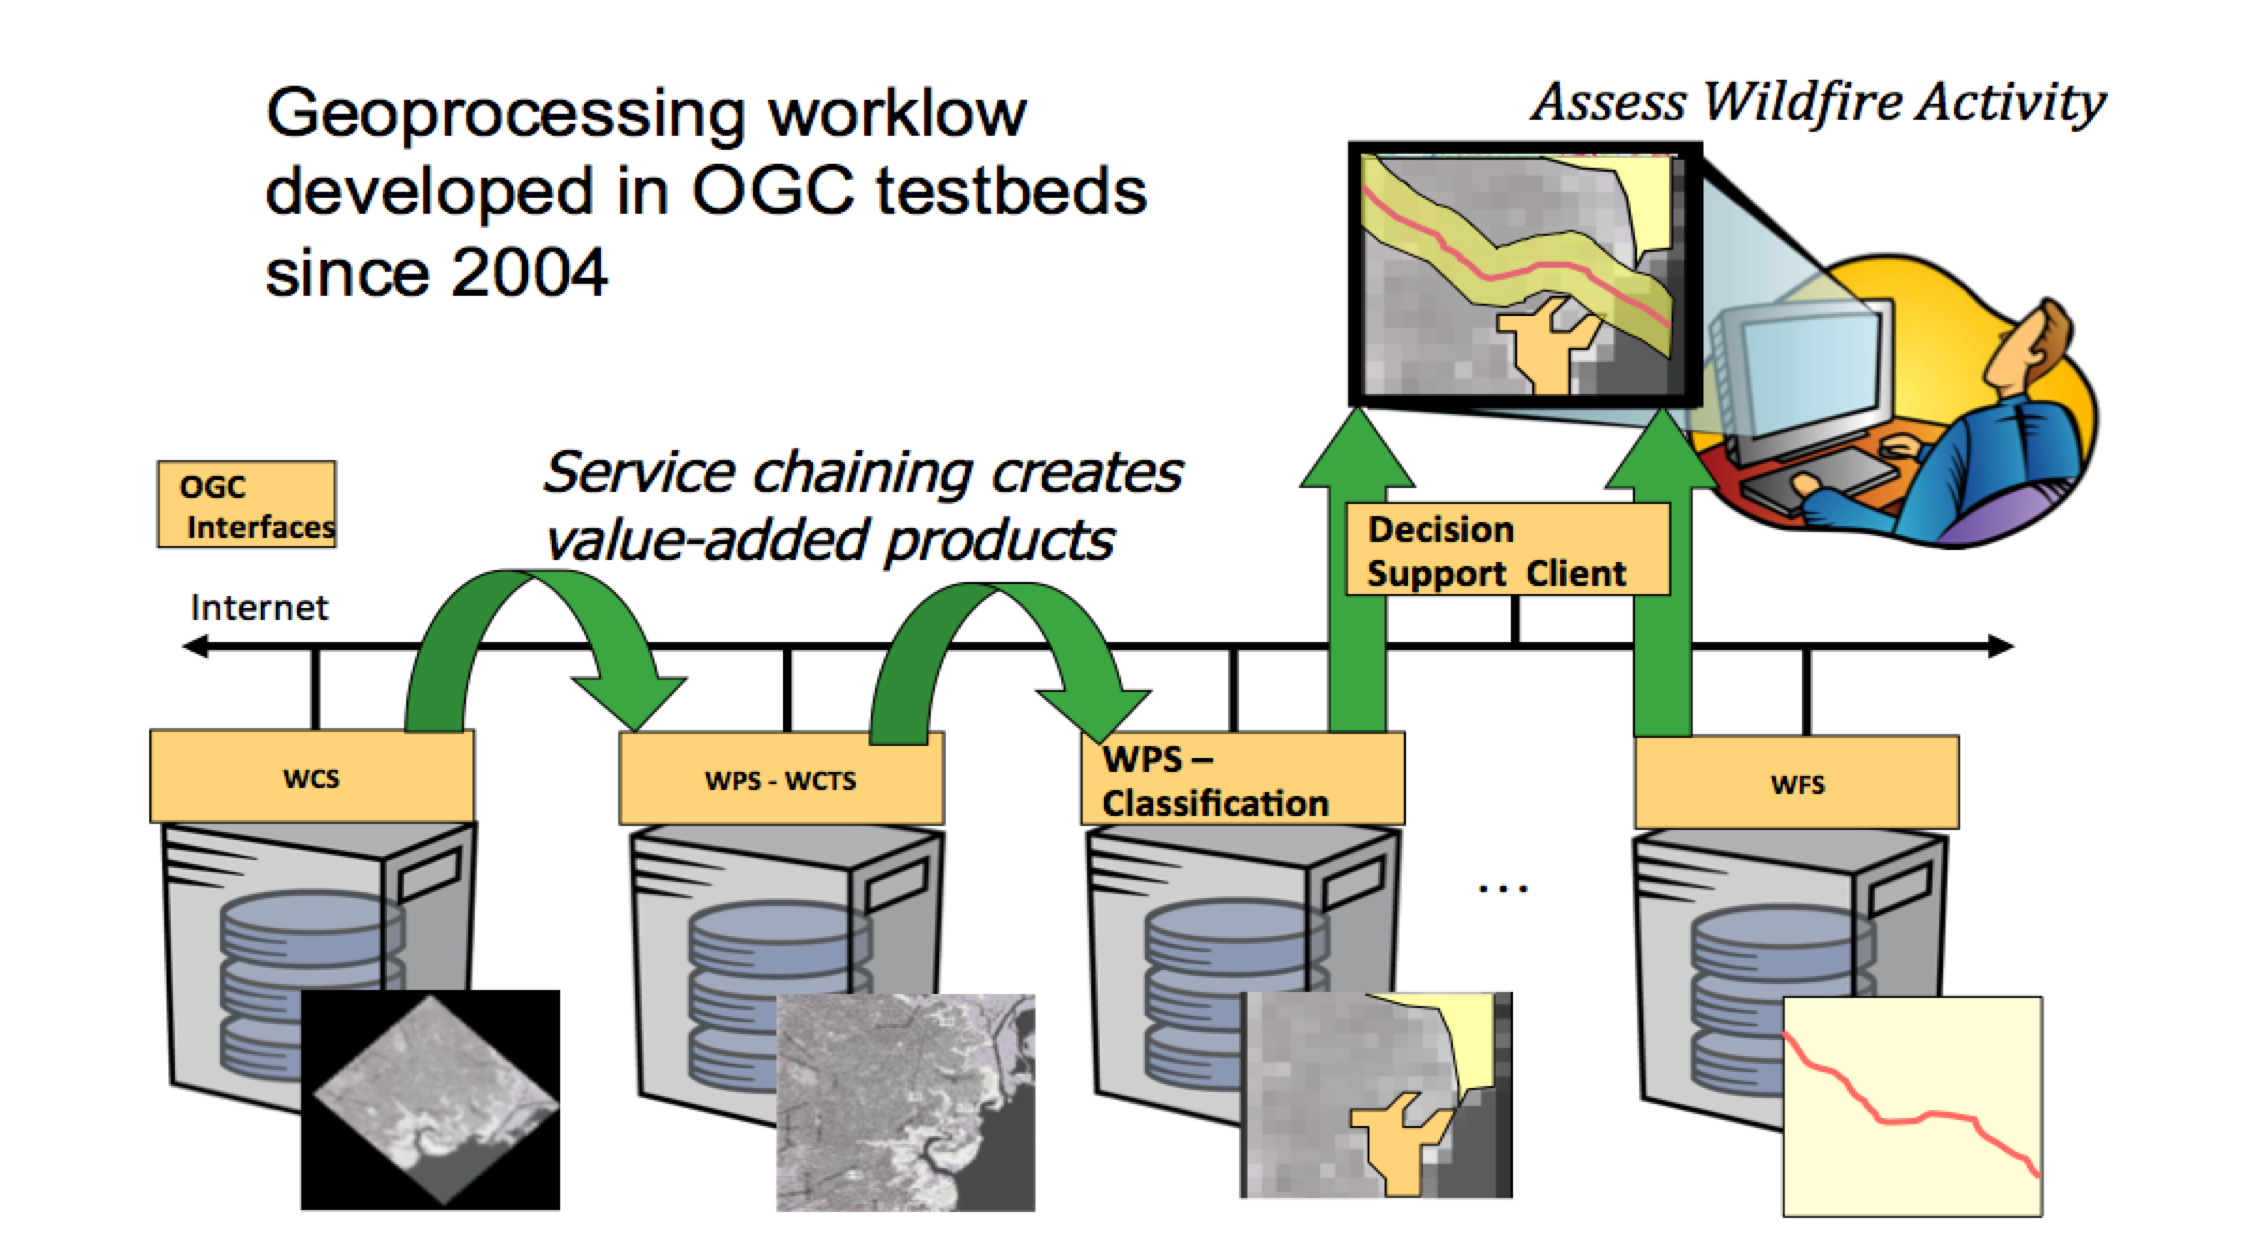 Geoprocessing worklow
developed in OGC testbeds
since 2004
Assess Wildfire Activity
OGC
Interfaces
Service chaining creates
value-added products
Internet
Decision
Support Client
WCS
WPS - WCTS
WPS –
Classification
WFS
...